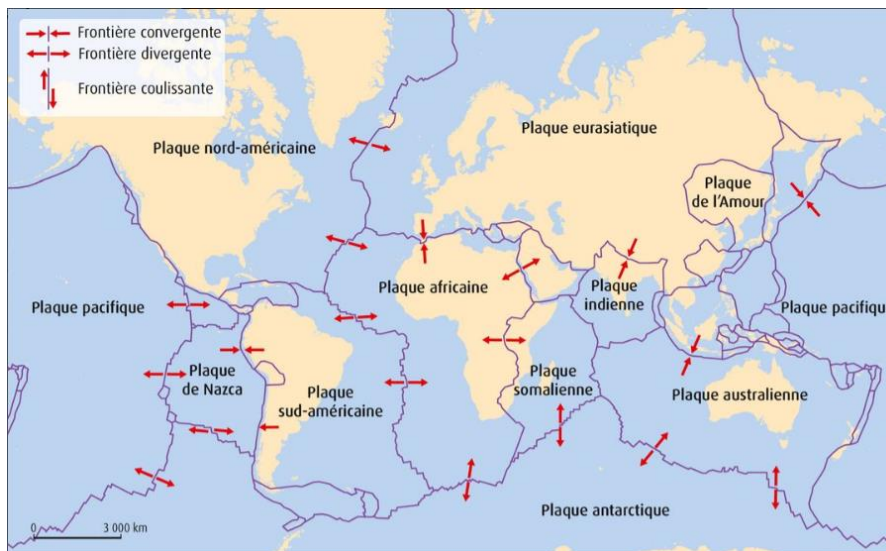 Frontière convergente
Frontière divergente
Frontière coulissante
Plaque nord-américaine
Plaque eurasiatique
Plaque
de l'Amour
Plaque pacifique
Plaque africaine
Plaque
indienne
Plaque pacifiqu
Plaque
de Nazca
Plaque
sud-américaine
Plaque
somalienne
Plaque australienne
Plaque antarctique
0 3 000 km